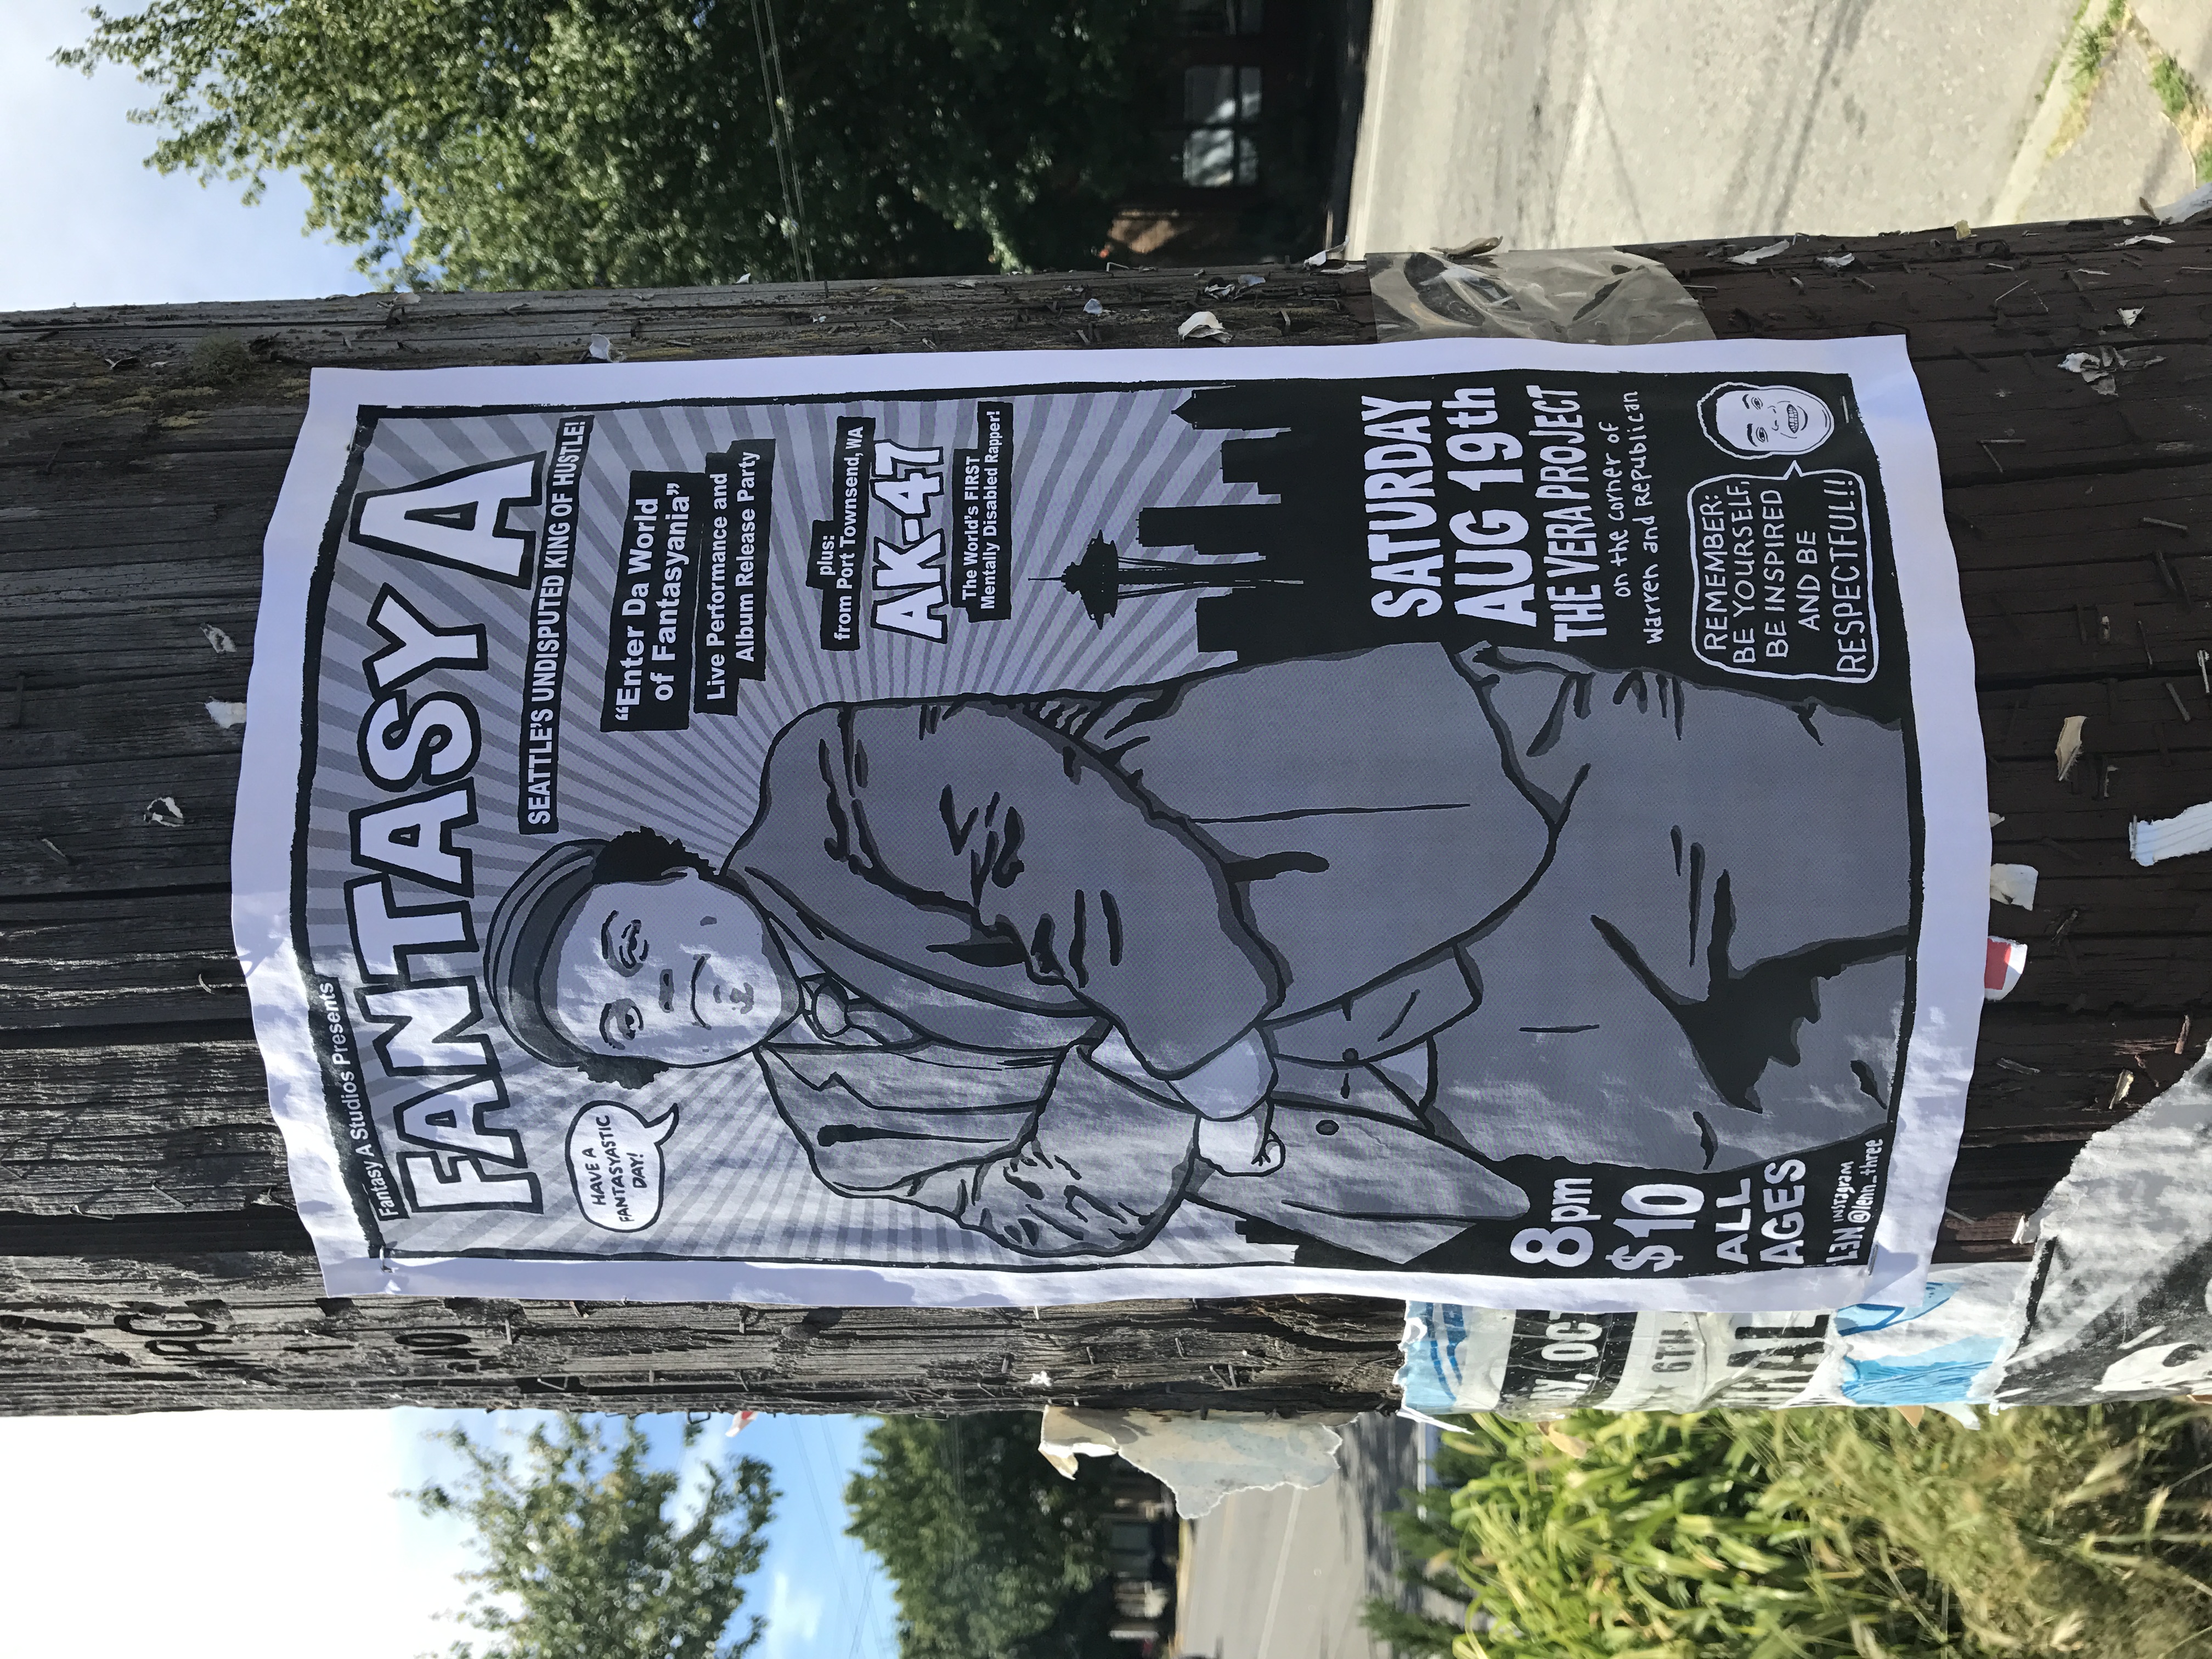 Fantasy A Studios Presents
FANTASY A
SEATTLE'S UNDISPUTED KING OF HUSTLE!
HAVE A
FANTASYASTIC
DAY!
"Enter Da World
of Fantasyania"
Live Performance and
Album Release Party
plus:
from Port Townsend, WA
AK-47
The World's FIRST
Mentally Disabled Rapper!
SATURDAY
AUG 19th
THE VERA PROJECT
on the corner of
Warren and Republican
8pm
$10
ALL
AGES
L3N
INSTAGRAM
@lenn_three
REMEMBER:
BE YOURSELF,
BE INSPIRED
AND BE
RESPECTFUL!!
OCT
6TH